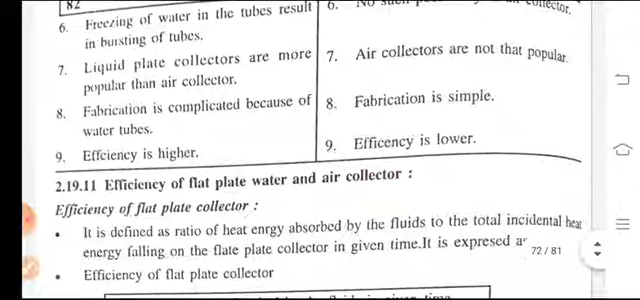 82
6. Freezing of water in the tubes result
in bursting of tubes.
7. Liquid plate collectors are more
popular than air collector.
8. Fabrication is complicated because of
water tubes.
9. Effciency is higher.
6. No such collector.
7. Air collectors are not that popular.
8. Fabrication is simple.
9. Efficency is lower.
2.19.11 Efficiency of flat plate water and air collector :
Efficiency of flat plate collector :
• It is defined as ratio of heat enrgy absorbed by the fluids to the total incidental heat
energy falling on the flate plate collector in given time.It is expresed as
72 / 81
• Efficiency of flat plate collector